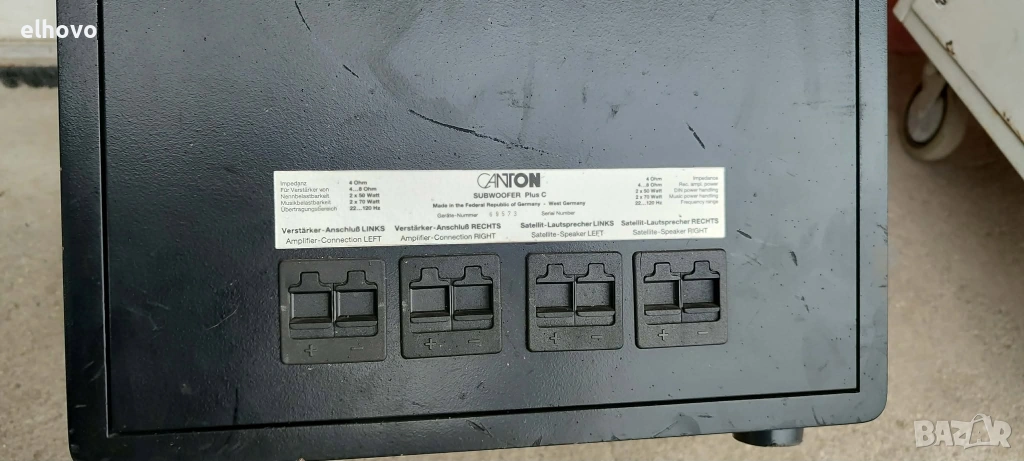 elhovo
Impedanz 4 Ohm
Für Verstärker von 4...8 Ohm
Nennbelastbarkeit 2 x 50 Watt
Musikbelastbarkeit 2 x 70 Watt
Übertragungsbereich 22...120 Hz
CANTON
SUBWOOFER Plus C
Made in the Federal Republic of Germany - West Germany
Geräte-Nummer Serial Number
4 Ohm Impedance
4...8 Ohm Rec. ampl. power
2 x 50 Watt DIN power handling
2 x 70 Watt Music power handling
22...120 Hz Frequency range
Verstärker-Anschluß LINKS
Amplifier-Connection LEFT
Verstärker-Anschluß RECHTS
Amplifier-Connection RIGHT
Satellit-Lautsprecher LINKS
Satellite-Speaker LEFT
Satellit-Lautsprecher RECHTS
Satellite-Speaker RIGHT
+ −
+ −
+ −
+ −
BAZAR